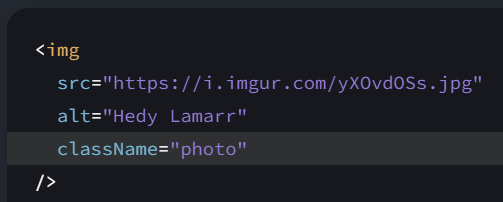 <img
src="https://i.imgur.com/yXOvdOSs.jpg"
alt="Hedy Lamarr"
className="photo"
/>